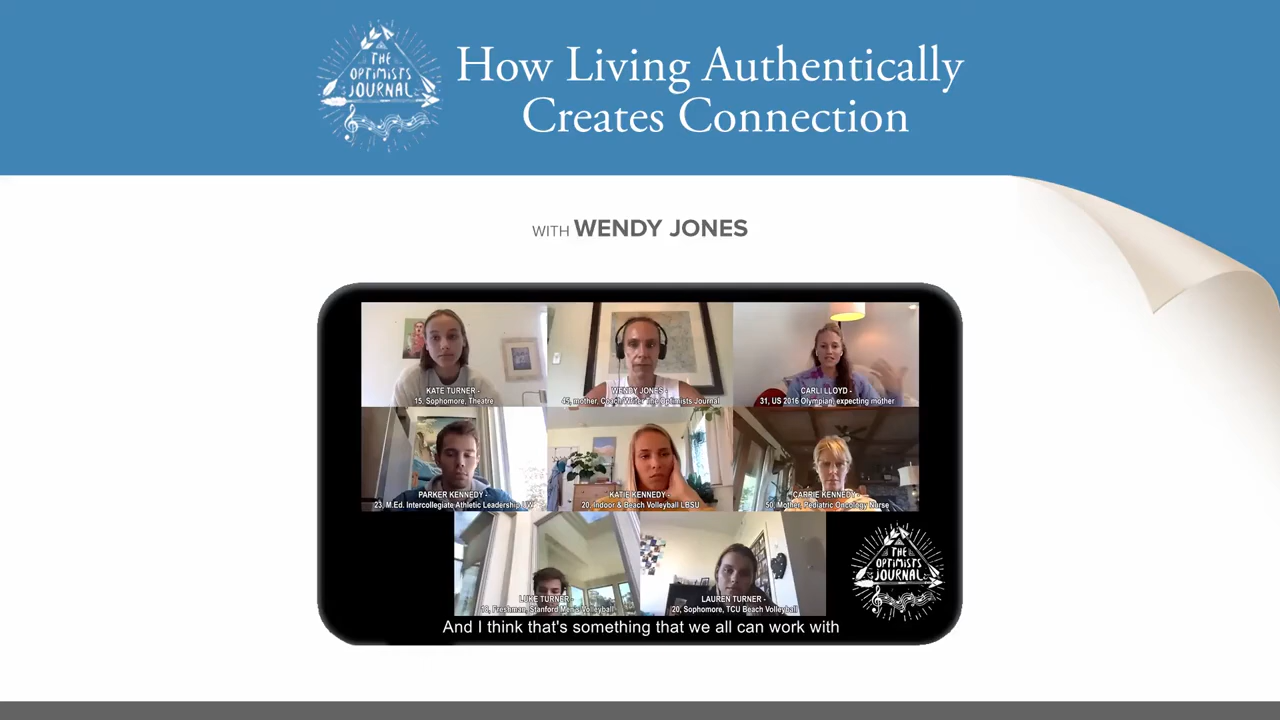 THE
OPTIMISTS
JOURNAL
How Living Authentically
Creates Connection
WITH WENDY JONES
KATE TURNER -
15, Sophomore, Theatre
WENDY JONES -
45, mother, Coach/Writer The Optimists Journal
CARLI LLOYD -
31, US 2016 Olympian, expecting mother
PARKER KENNEDY -
23, M.Ed. Intercollegiate Athletic Leadership,
KATIE KENNEDY -
20, Indoor & Beach Volleyball LBSU
CARRIE KENNEDY -
50, Mother, Pediatric Oncology Nurse
LUKE TURNER -
Freshman, Stanford Men's Volleyball
LAUREN TURNER -
20, Sophomore, TCU Beach Volleyball
THE
OPTIMISTS
JOURNAL
And I think that's something that we all can work with